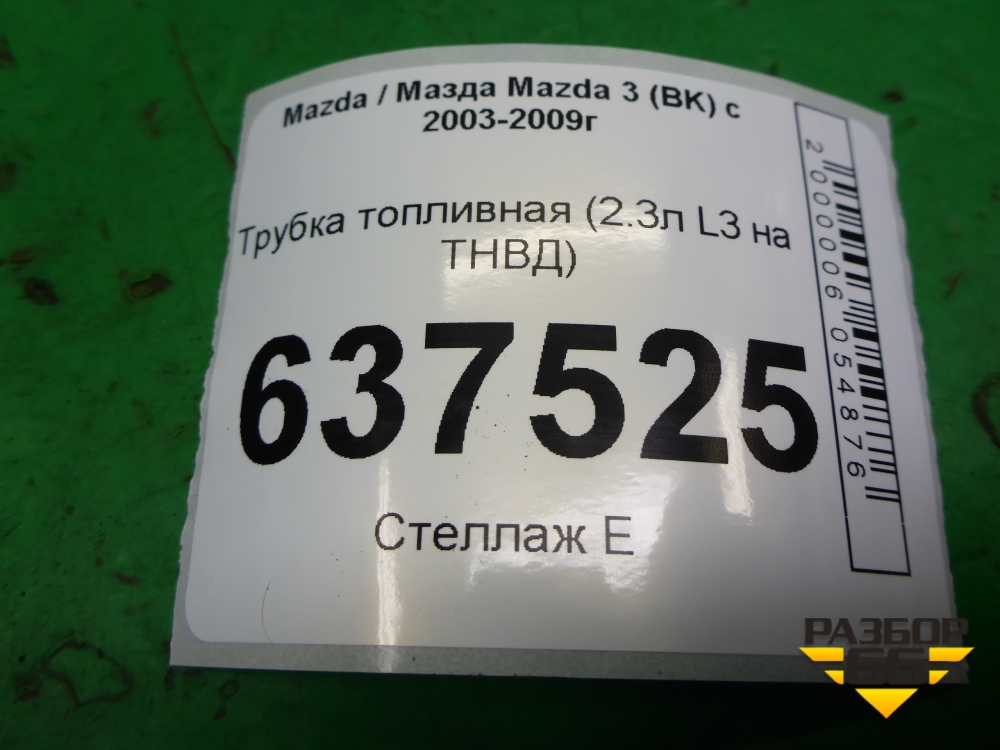 Mazda / Мазда Mazda 3 (BK) с
2003-2009г
Трубка топливная (2.3л L3 на
ТНВД)
637525
Стеллаж Е
2000006054876
РАЗБОР
66